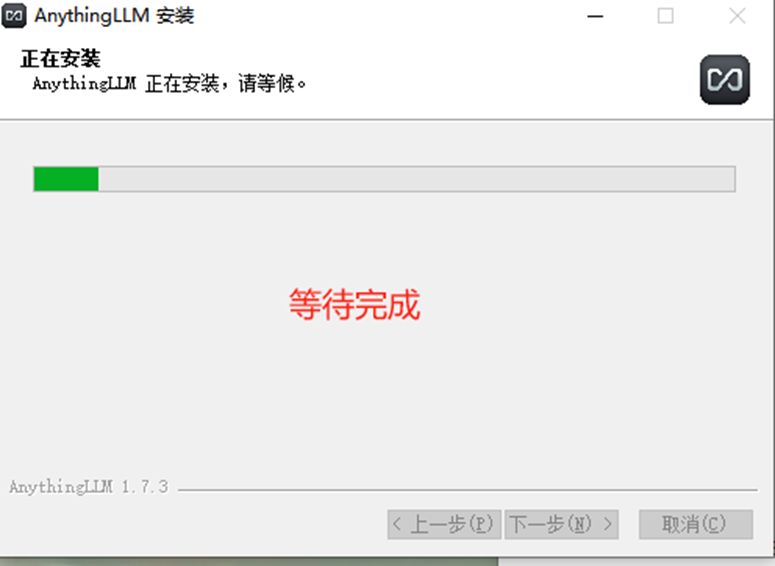 AnythingLLM 安装
正在安装
AnythingLLM 正在安装，请等候。
等待完成
AnythingLLM 1.7.3
< 上一步(P) 下一步(N) > 取消(C)